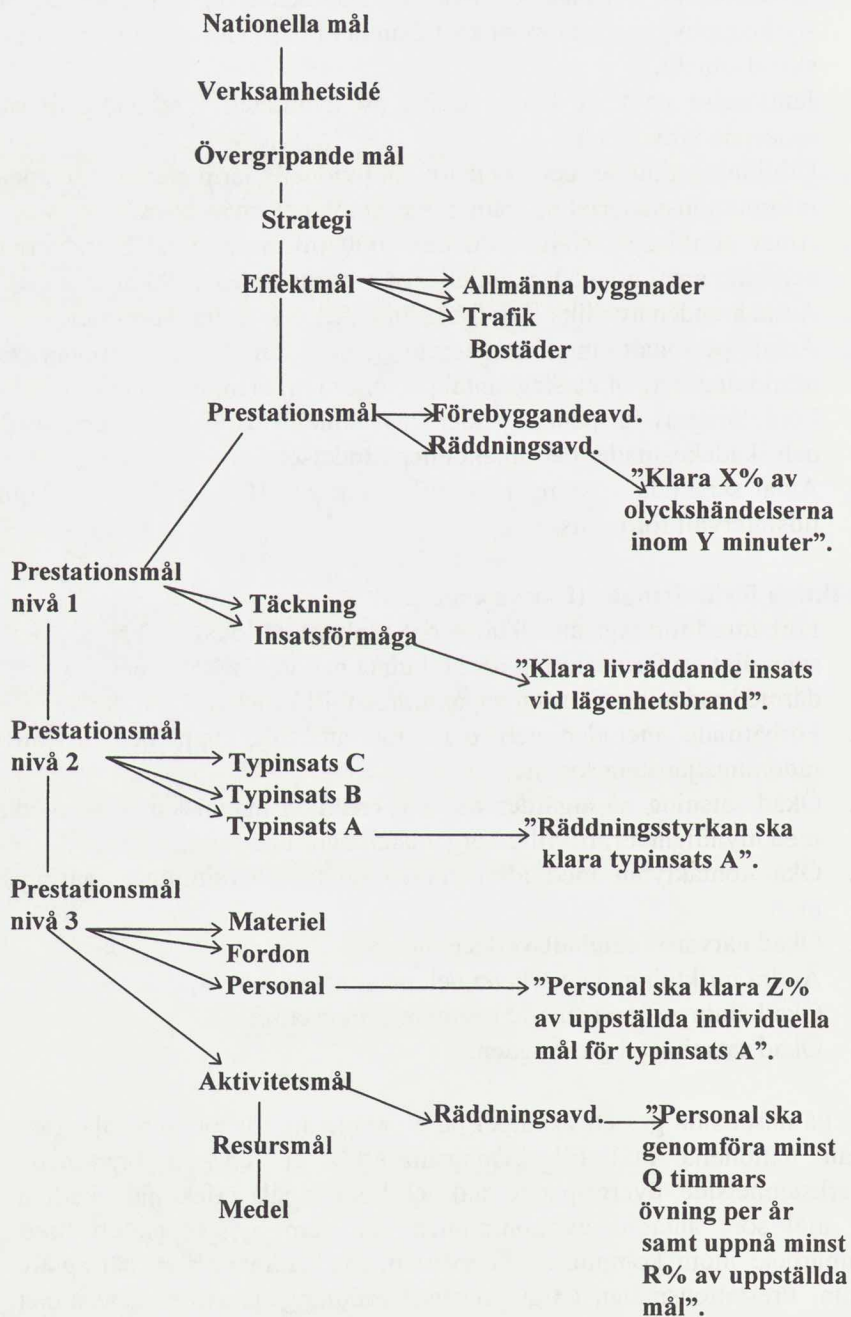 Nationella mål
Verksamhetsidé
Övergripande mål
Strategi
Effektmål
Allmänna byggnader
Trafik
Bostäder
Prestationsmål
Förebyggandeavd.
Räddningsavd.
”Klara X% av
olyckshändelserna
inom Y minuter”.
Prestationsmål
nivå 1
Täckning
Insatsförmåga
”Klara livräddande insats
vid lägenhetsbrand”.
Prestationsmål
nivå 2
Typinsats C
Typinsats B
Typinsats A
”Räddningsstyrkan ska
klara typinsats A”.
Prestationsmål
nivå 3
Materiel
Fordon
Personal
”Personal ska klara Z%
av uppställda individuella
mål för typinsats A”.
Aktivitetsmål
Räddningsavd.
”Personal ska
genomföra minst
Q timmars
övning per år
samt uppnå minst
R% av uppställda
mål”.
Resursmål
Medel